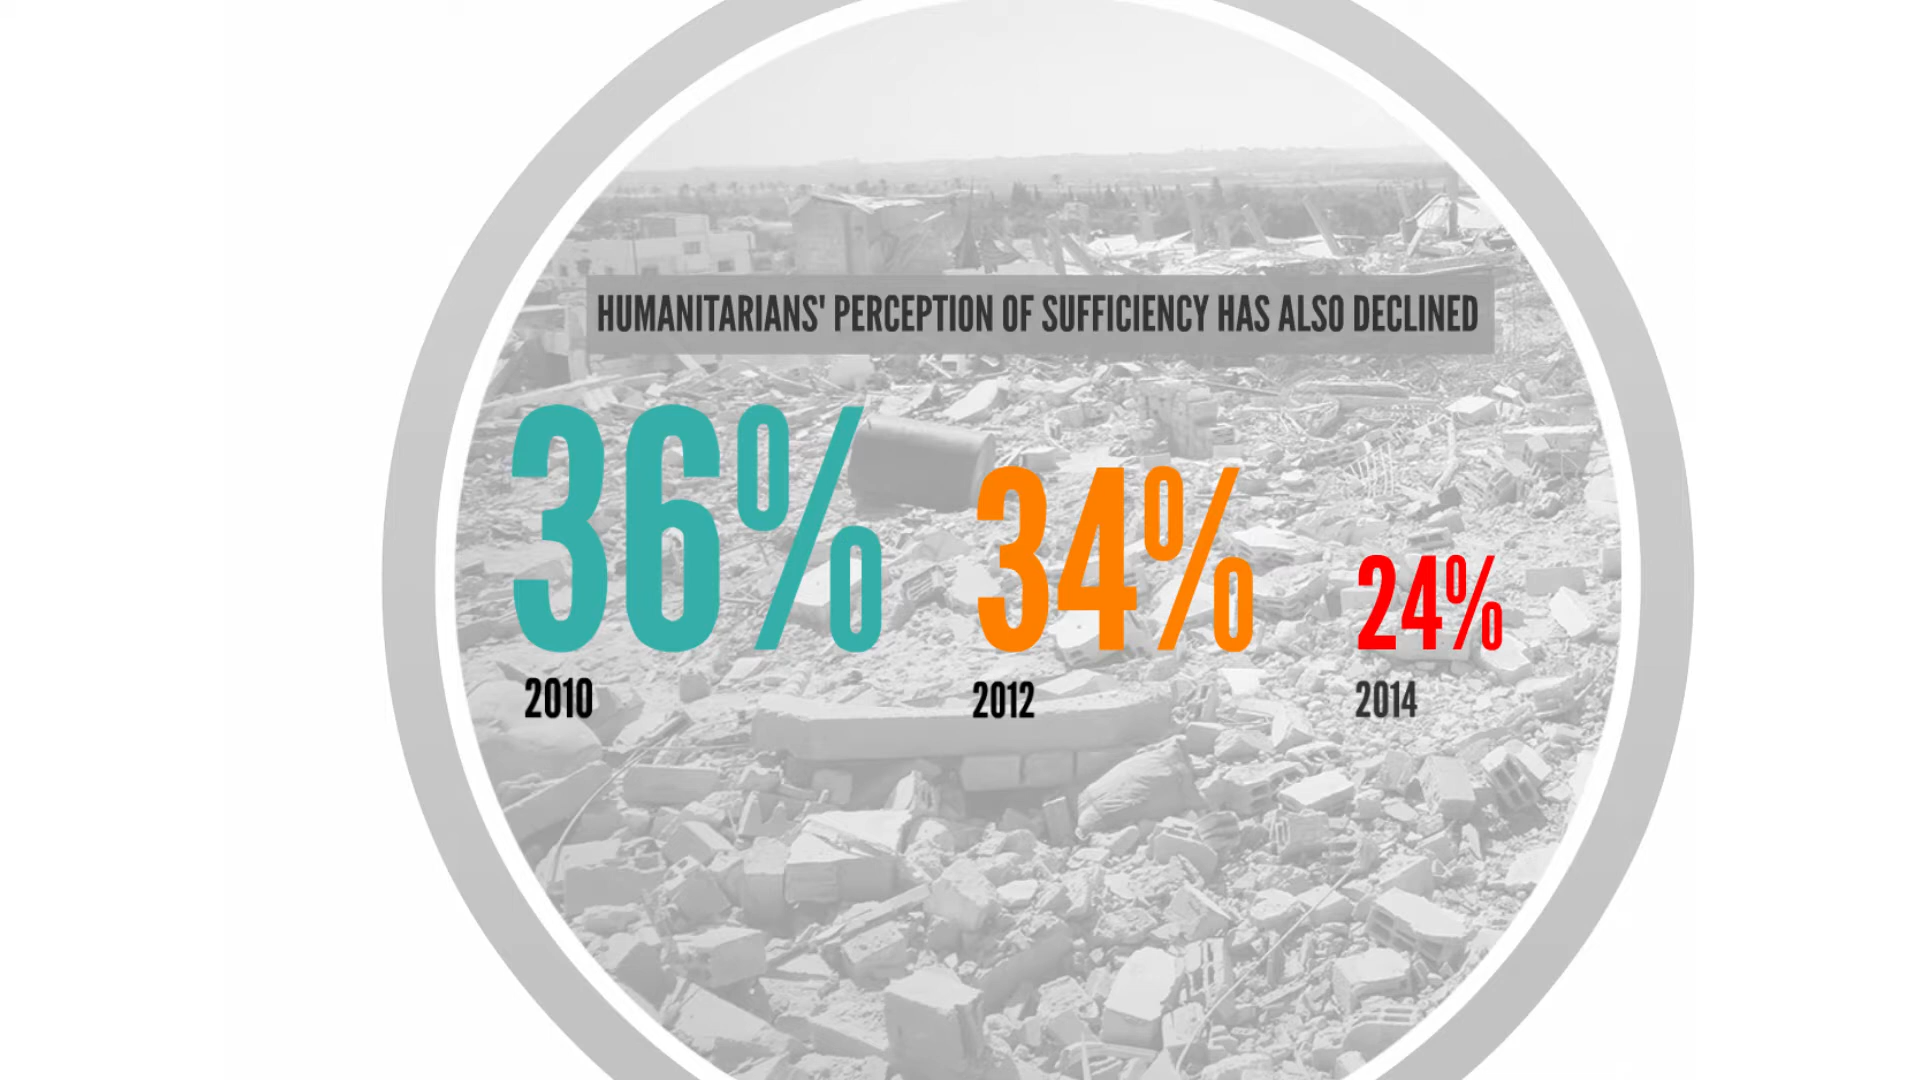 HUMANITARIANS' PERCEPTION OF SUFFICIENCY HAS ALSO DECLINED
36% 34% 24%
2010 2012 2014